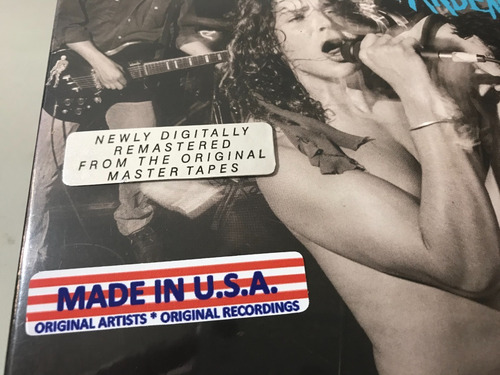 NEWLY DIGITALLY
REMASTERED
FROM THE ORIGINAL
MASTER TAPES
MADE IN U.S.A.
ORIGINAL ARTISTS * ORIGINAL RECORDINGS